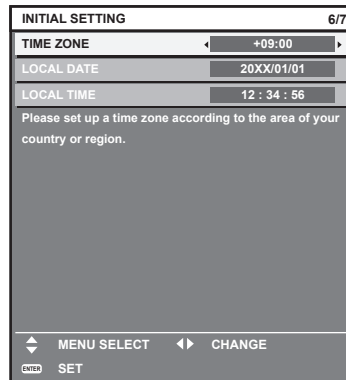 INITIAL SETTING 6/7
TIME ZONE +09:00
LOCAL DATE 20XX/01/01
LOCAL TIME 12 : 34 : 56
Please set up a time zone according to the area of your
country or region.
MENU SELECT CHANGE
ENTER SET